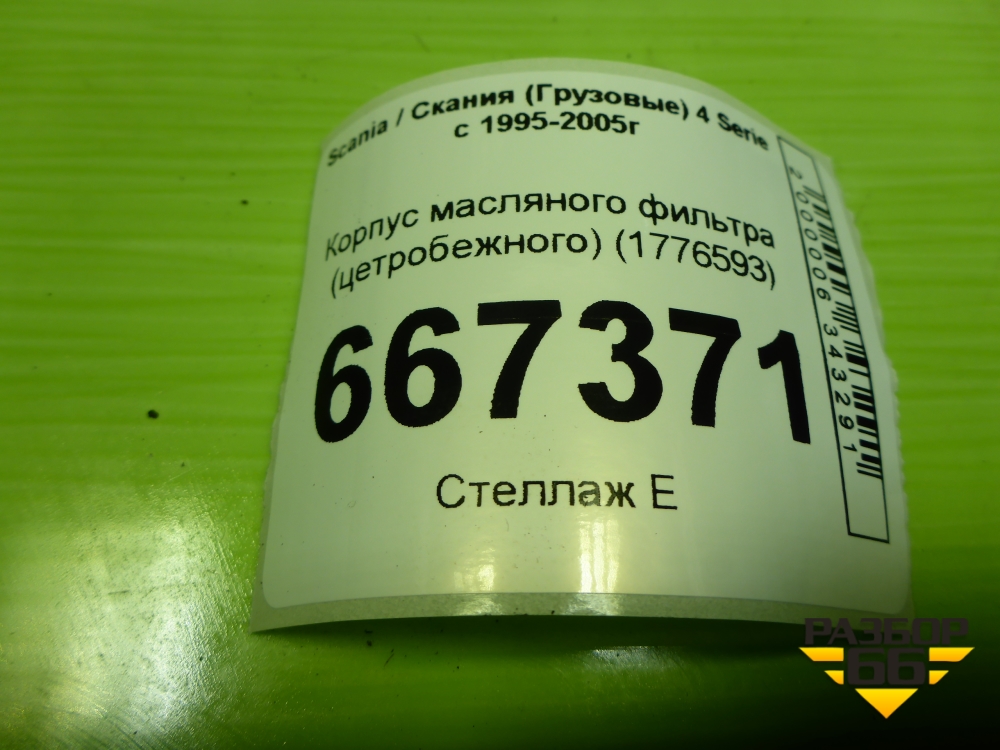 Scania / Скания (Грузовые) 4 Serie
с 1995-2005г
Корпус масляного фильтра
(цетробежного) (1776593)
667371
Стеллаж Е
2000006343291
РАЗБОР
66